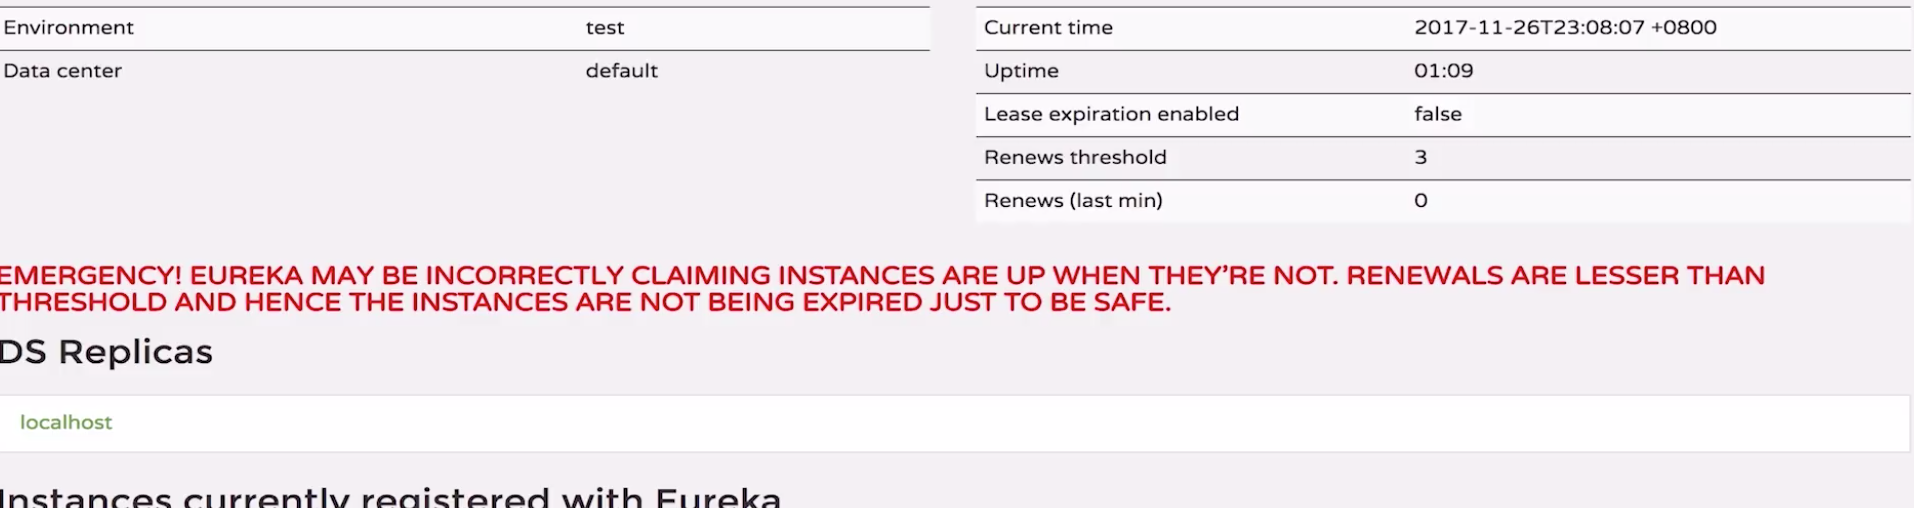 Environment test
Data center default
Current time 2017-11-26T23:08:07 +0800
Uptime 01:09
Lease expiration enabled false
Renews threshold 3
Renews (last min) 0
EMERGENCY! EUREKA MAY BE INCORRECTLY CLAIMING INSTANCES ARE UP WHEN THEY’RE NOT. RENEWALS ARE LESSER THAN
THRESHOLD AND HENCE THE INSTANCES ARE NOT BEING EXPIRED JUST TO BE SAFE.
DS Replicas
localhost
Instances currently registered with Eureka